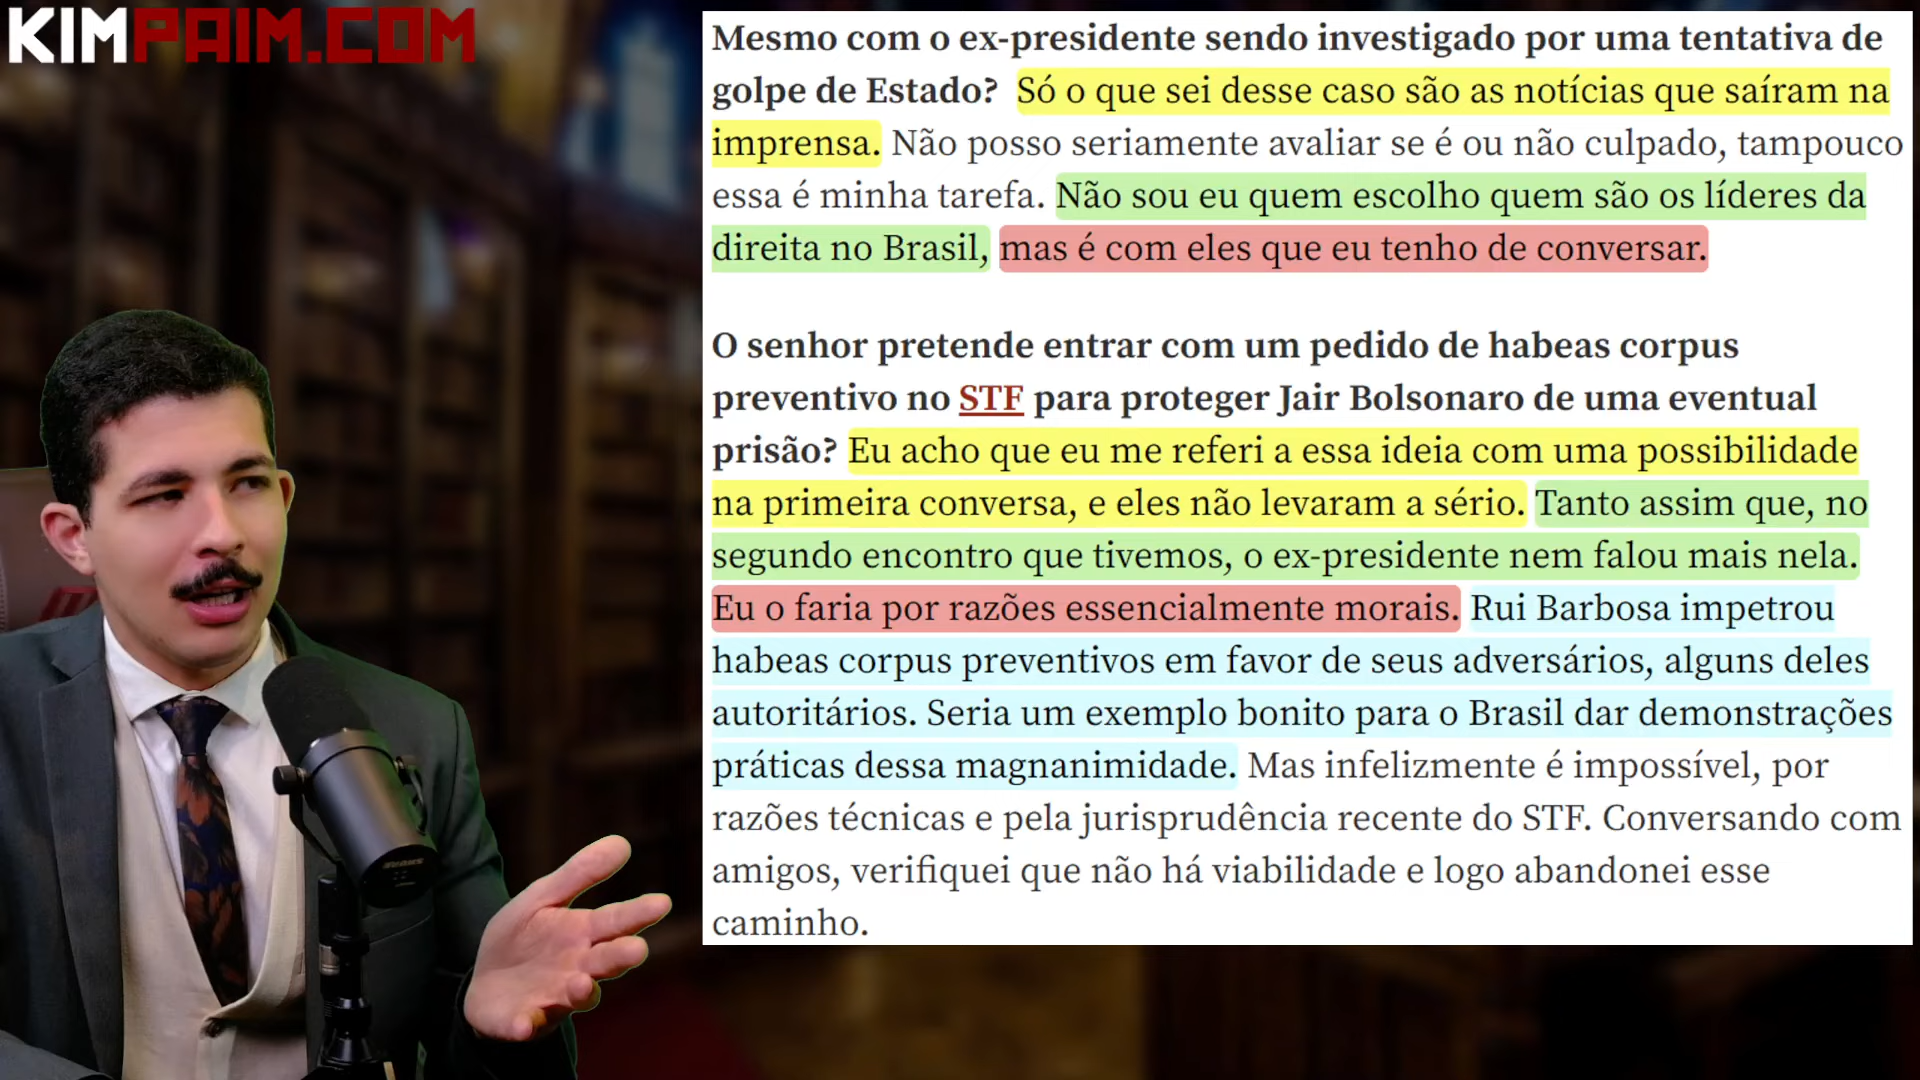 KIMPAIM.COM
Mesmo com o ex-presidente sendo investigado por uma tentativa de
golpe de Estado? Só o que sei desse caso são as notícias que saíram na
imprensa. Não posso seriamente avaliar se é ou não culpado, tampouco
essa é minha tarefa. Não sou eu quem escolho quem são os líderes da
direita no Brasil, mas é com eles que eu tenho de conversar.
O senhor pretende entrar com um pedido de habeas corpus
preventivo no STF para proteger Jair Bolsonaro de uma eventual
prisão? Eu acho que eu me referi a essa ideia com uma possibilidade
na primeira conversa, e eles não levaram a sério. Tanto assim que, no
segundo encontro que tivemos, o ex-presidente nem falou mais nela.
Eu o faria por razões essencialmente morais. Rui Barbosa impetrou
habeas corpus preventivos em favor de seus adversários, alguns deles
autoritários. Seria um exemplo bonito para o Brasil dar demonstrações
práticas dessa magnanimidade. Mas infelizmente é impossível, por
razões técnicas e pela jurisprudência recente do STF. Conversando com
amigos, verifiquei que não há viabilidade e logo abandonei esse
caminho.